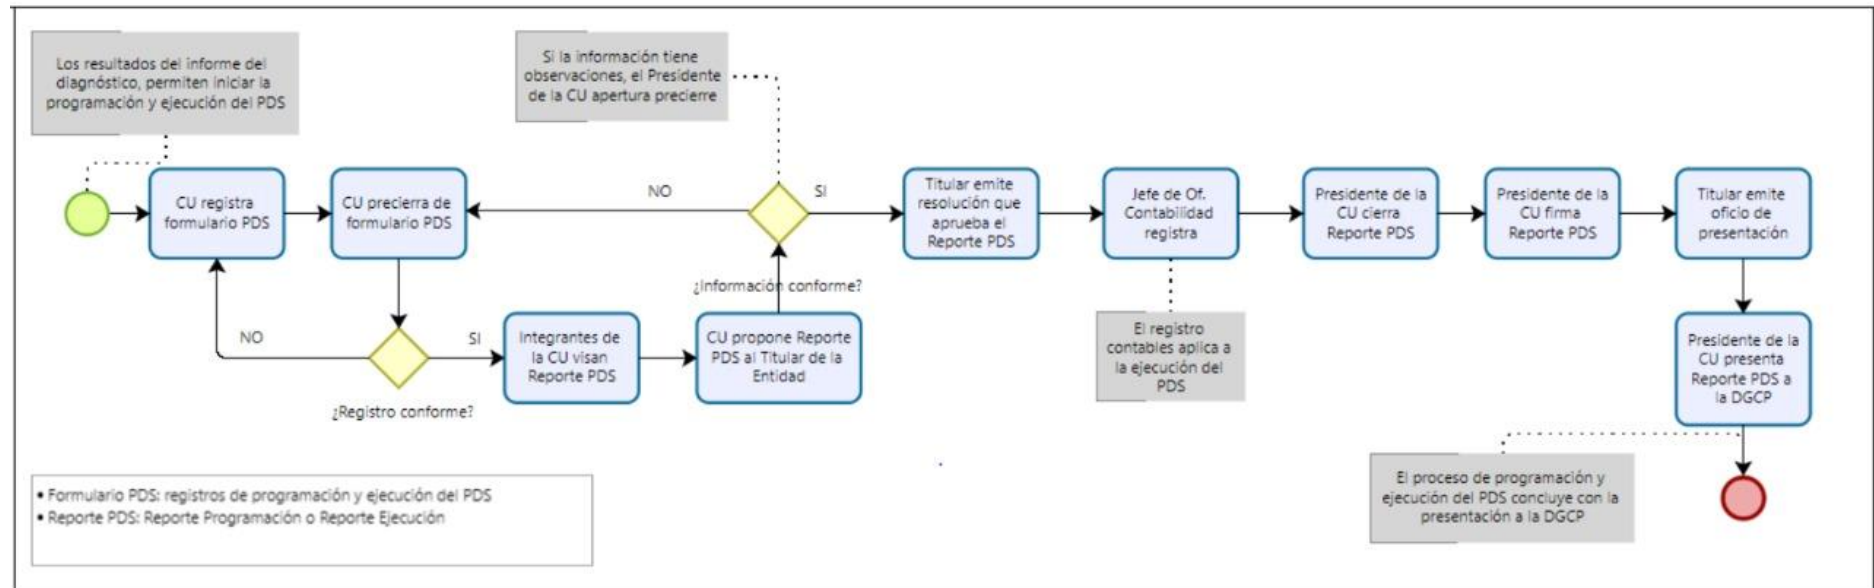 Los resultados del informe del
diagnóstico, permiten iniciar la
programación y ejecución del PDS
Si la información tiene
observaciones, el Presidente
de la CU apertura precierre
CU registra
formulario PDS
CU precierra de
formulario PDS
NO
SI
Titular emite
resolución que
aprueba el
Reporte PDS
Jefe de Of.
Contabilidad
registra
Presidente de la
CU cierra
Reporte PDS
Presidente de la
CU firma
Reporte PDS
Titular emite
oficio de
presentación
¿Información conforme?
NO
SI
Integrantes de
la CU visan
Reporte PDS
CU propone Reporte
PDS al Titular de la
Entidad
El registro
contables aplica a
la ejecución del
PDS
Presidente de la
CU presenta
Reporte PDS a
la DGCP
¿Registro conforme?
El proceso de programación y
ejecución del PDS concluye con la
presentación a la DGCP
• Formulario PDS: registros de programación y ejecución del PDS
• Reporte PDS: Reporte Programación o Reporte Ejecución